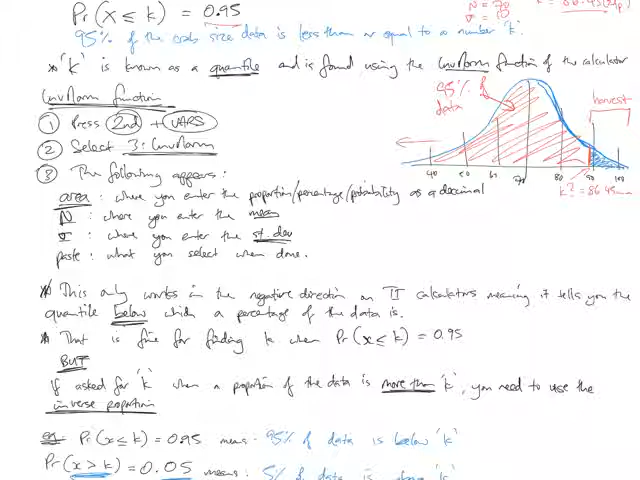 Pr(X ≤ k) = 0.95
95% of the crab size data is less than or equal to a number 'k'.
* 'k' is known as a quantile and is found using the InvNorm function of the calculator
InvNorm function
① Press 2nd + VARS
② Select 3: InvNorm
③ The following appears:
area: where you enter the proportion/percentage/probability as a decimal
: where you enter the mean
σ: where you enter the st. dev
paste: what you select when done.
95% of
data
harvest
40 50 60 70 80 90 100
k? = 86.45mm
* This only works in the negative direction on TI calculators meaning it tells you the
quantile below which a percentage of the data is.
* That is fine for finding k when Pr(x ≤ k) = 0.95
BUT
If asked for 'k' when a proportion of the data is more than 'k', you need to use the
inverse proportion
eg: Pr(x ≤ k) = 0.95 means: 95% of data is below 'k'
Pr(x > k) = 0.05 means: 5% of data is above 'k'